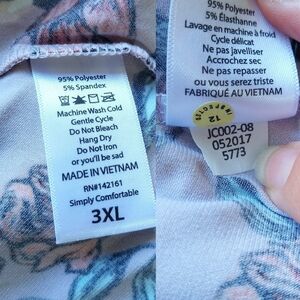 95% Polyester
5% Spandex
Machine Wash Cold
Gentle Cycle
Do Not Bleach
Hang Dry
Do Not Iron
or you'll be sad
MADE IN VIETNAM
RN#142161
Simply Comfortable
3XL
95% Polyester
5% Élasthanne
Lavage en machine à froid
Cycle délicat
Ne pas javelliser
Accrochez sec
Ne pas repasser
ou vous serez triste
FABRIQUÉ AU VIETNAM
INSPECTED
12
JC002-08
052017
5773